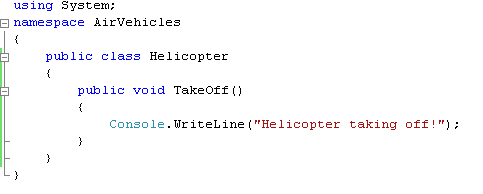 using System;
namespace AirVehicles
{
    public class Helicopter
    {
        public void TakeOff()
        {
            Console.WriteLine("Helicopter taking off!");
        }
    }
}